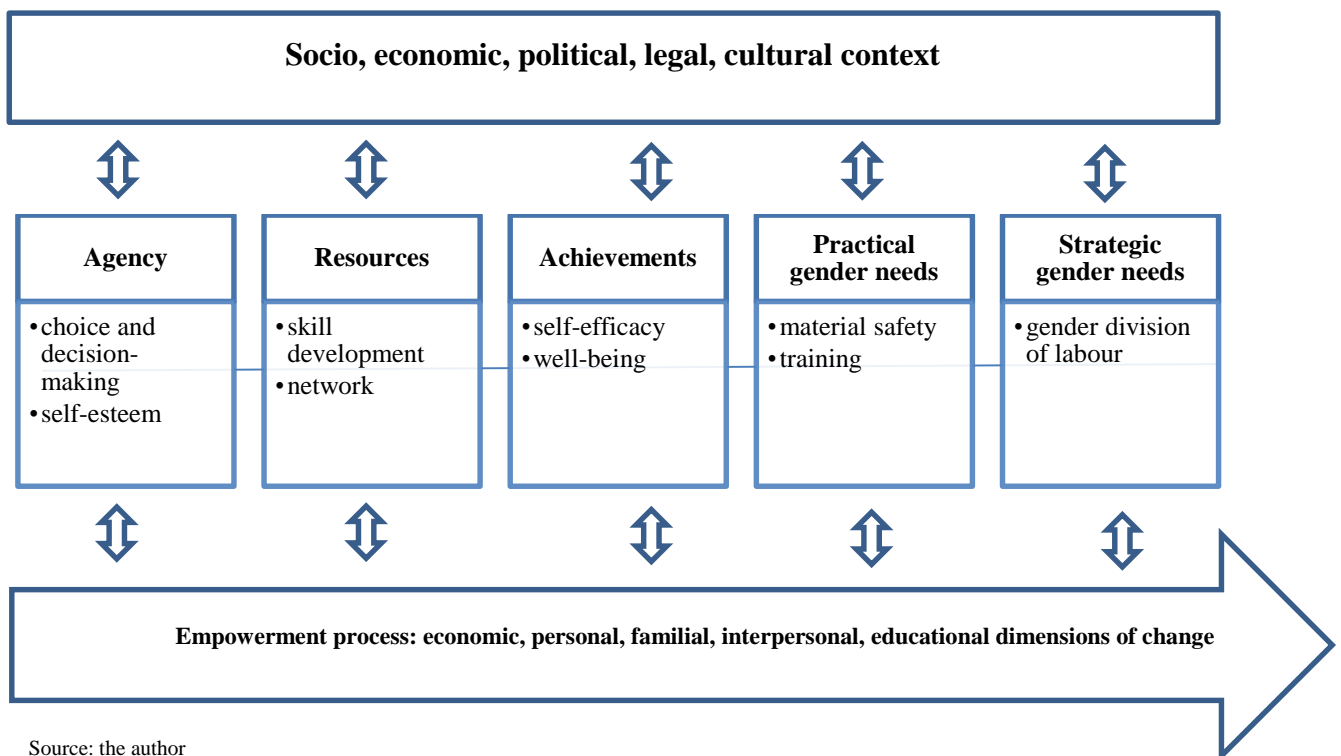 Socio, economic, political, legal, cultural context
Agency
•choice and
decision-
making
•self-esteem
Resources
•skill
development
•network
Achievements
•self-efficacy
•well-being
Practical
gender needs
•material safety
•training
Strategic
gender needs
•gender division
of labour
Empowerment process: economic, personal, familial, interpersonal, educational dimensions of change
Source: the author